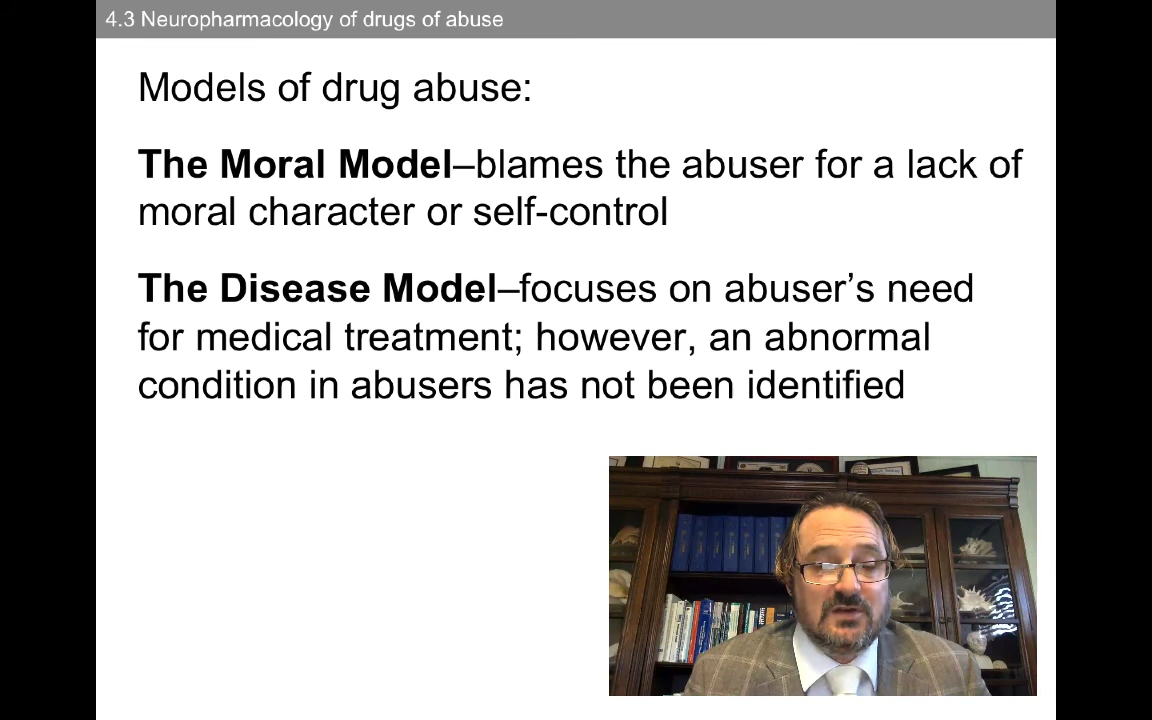 4.3 Neuropharmacology of drugs of abuse
Models of drug abuse:
The Moral Model–blames the abuser for a lack of
moral character or self-control
The Disease Model–focuses on abuser’s need
for medical treatment; however, an abnormal
condition in abusers has not been identified